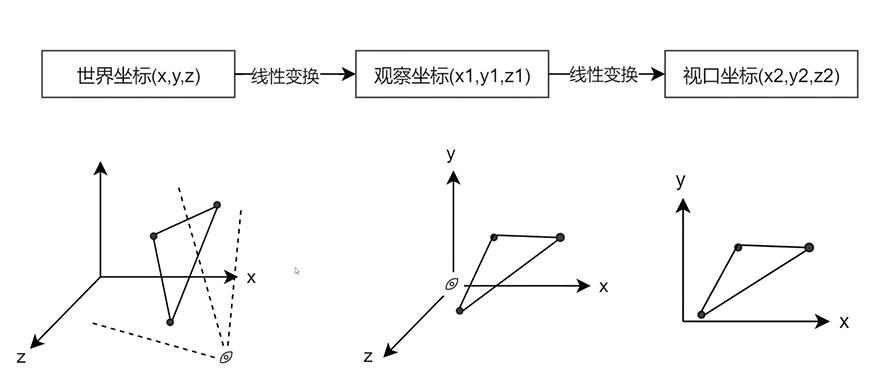 世界坐标(x,y,z)
线性变换
观察坐标(x1,y1,z1)
线性变换
视口坐标(x2,y2,z2)
x
z
y
x
z
y
x